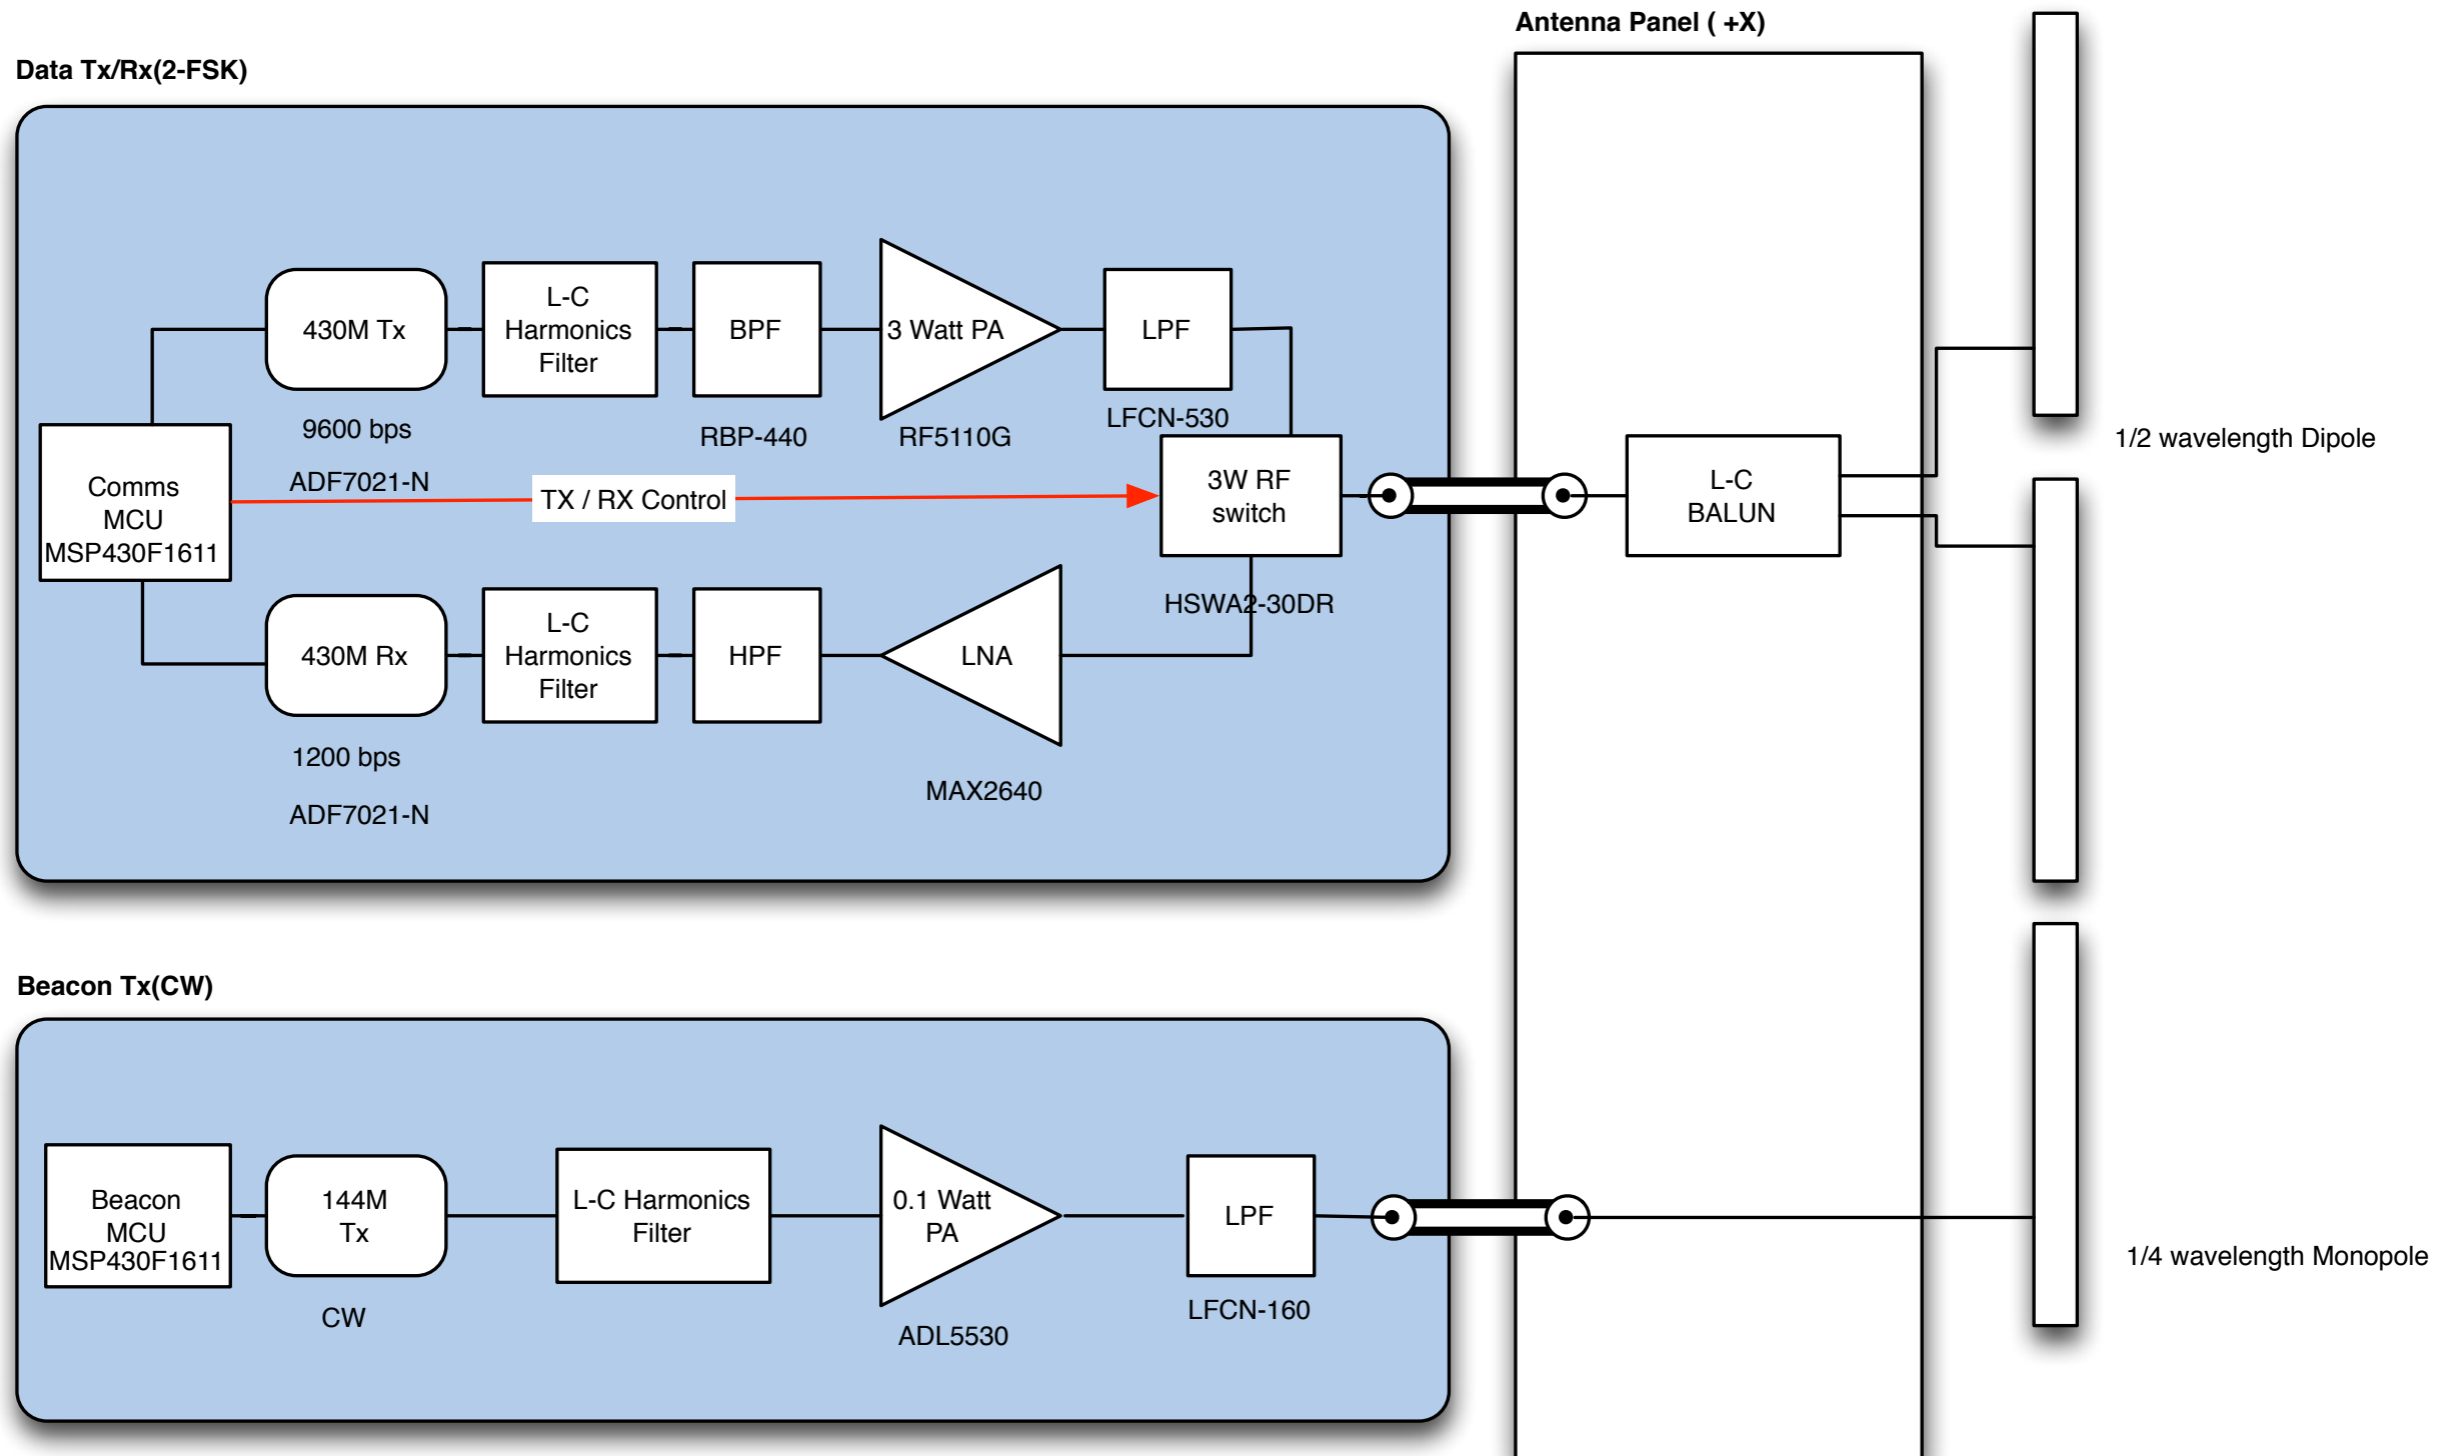 Antenna Panel ( +X)
Data Tx/Rx(2-FSK)
430M Tx
L-C
Harmonics
Filter
BPF
3 Watt PA
LPF
9600 bps
ADF7021-N
RBP-440
RF5110G
LFCN-530
Comms
MCU
MSP430F1611
TX / RX Control
3W RF
switch
HSWA2-30DR
L-C
BALUN
1/2 wavelength Dipole
430M Rx
L-C
Harmonics
Filter
HPF
LNA
1200 bps
ADF7021-N
MAX2640
Beacon Tx(CW)
Beacon
MCU
MSP430F1611
144M
Tx
CW
L-C Harmonics
Filter
0.1 Watt
PA
ADL5530
LPF
LFCN-160
1/4 wavelength Monopole